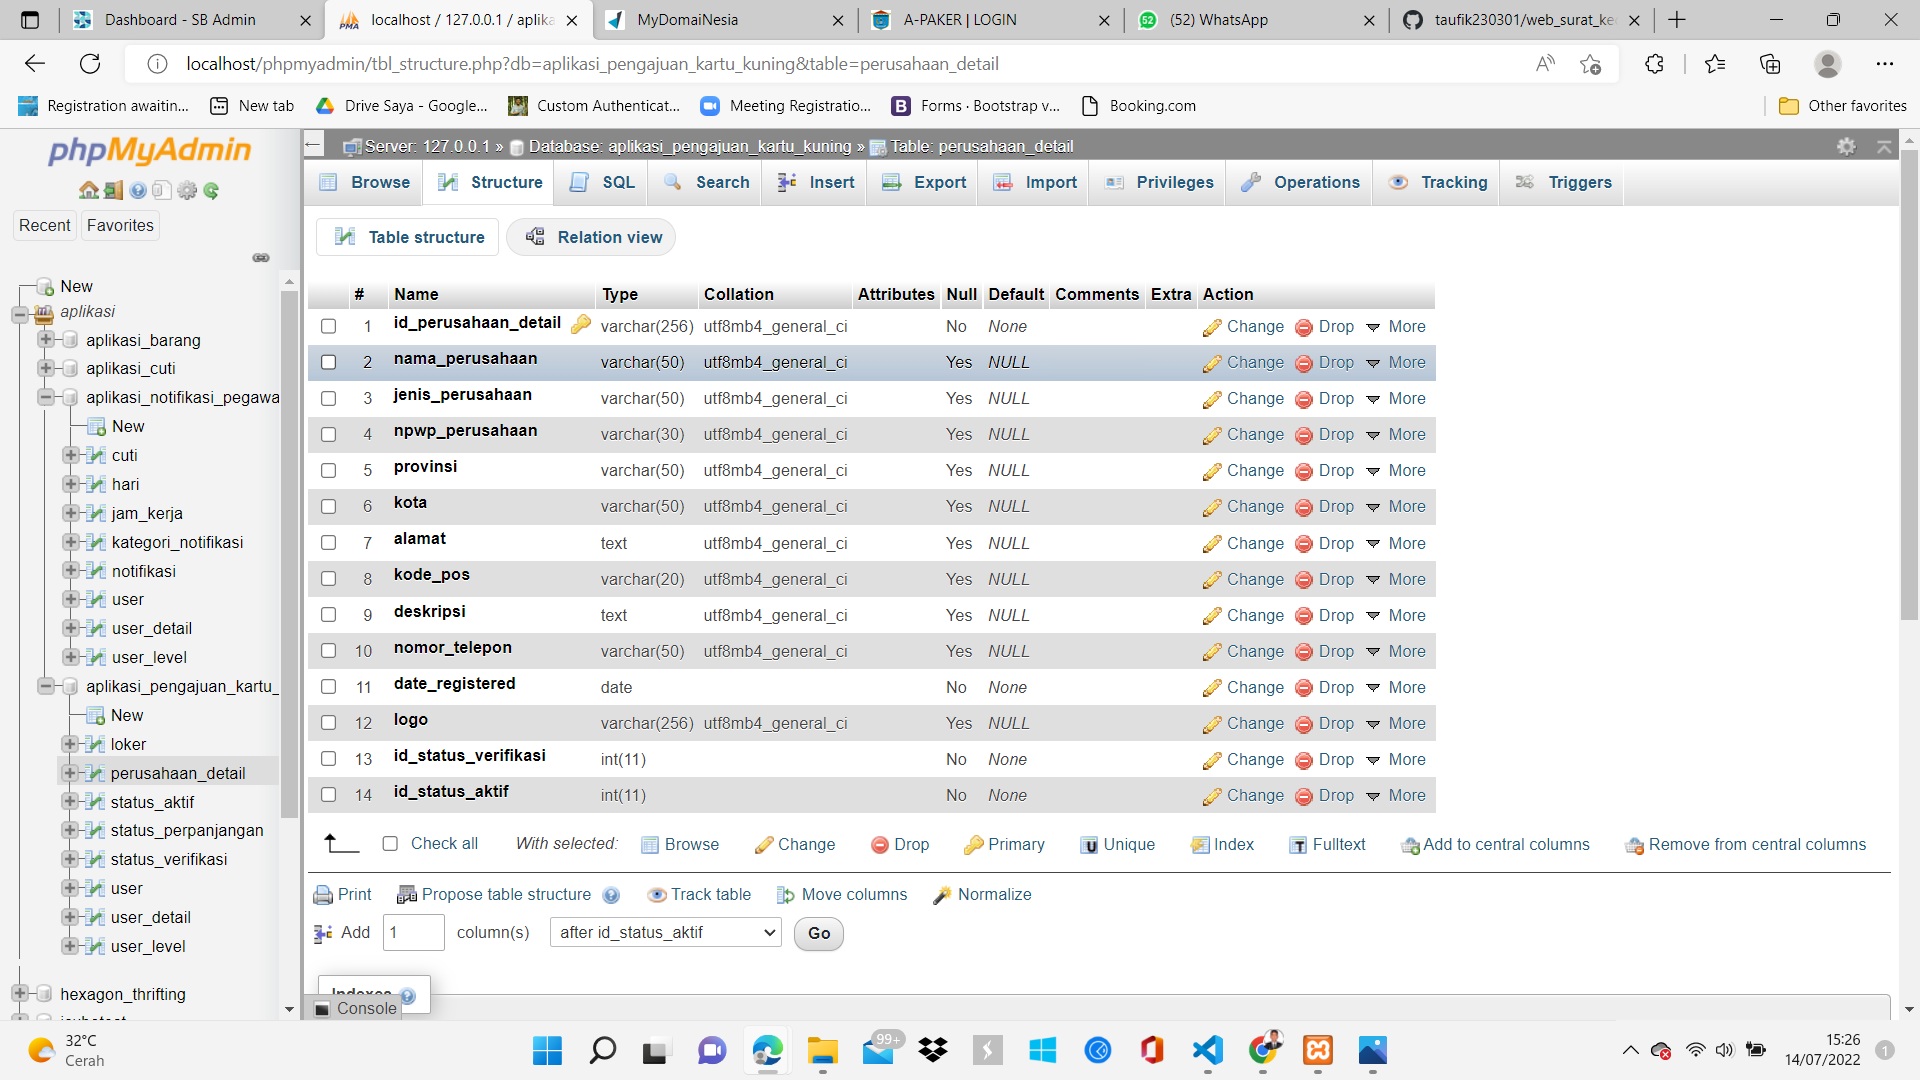 Dashboard - SB Admin
localhost / 127.0.0.1 / aplika
MyDomaiNesia
A-PAKER | LOGIN
(52) WhatsApp
taufik230301/web_surat_ke
localhost/phpmyadmin/tbl_structure.php?db=aplikasi_pengajuan_kartu_kuning&table=perusahaan_detail
Registration awaitin...
New tab
Drive Saya - Google...
Custom Authenticat...
Meeting Registratio...
Forms · Bootstrap v...
Booking.com
Other favorites
phpMyAdmin
Recent
Favorites
New
aplikasi
aplikasi_barang
aplikasi_cuti
aplikasi_notifikasi_pegawa
New
cuti
hari
jam_kerja
kategori_notifikasi
notifikasi
user
user_detail
user_level
aplikasi_pengajuan_kartu_
New
loker
perusahaan_detail
status_aktif
status_perpanjangan
status_verifikasi
user
user_detail
user_level
hexagon_thrifting
Server: 127.0.0.1 » Database: aplikasi_pengajuan_kartu_kuning » Table: perusahaan_detail
Browse Structure SQL Search Insert Export Import Privileges Operations Tracking Triggers
Table structure Relation view
# Name Type Collation Attributes Null Default Comments Extra Action
1 id_perusahaan_detail varchar(256) utf8mb4_general_ci No None Change Drop More
2 nama_perusahaan varchar(50) utf8mb4_general_ci Yes NULL Change Drop More
3 jenis_perusahaan varchar(50) utf8mb4_general_ci Yes NULL Change Drop More
4 npwp_perusahaan varchar(30) utf8mb4_general_ci Yes NULL Change Drop More
5 provinsi varchar(50) utf8mb4_general_ci Yes NULL Change Drop More
6 kota varchar(50) utf8mb4_general_ci Yes NULL Change Drop More
7 alamat text utf8mb4_general_ci Yes NULL Change Drop More
8 kode_pos varchar(20) utf8mb4_general_ci Yes NULL Change Drop More
9 deskripsi text utf8mb4_general_ci Yes NULL Change Drop More
10 nomor_telepon varchar(50) utf8mb4_general_ci Yes NULL Change Drop More
11 date_registered date No None Change Drop More
12 logo varchar(256) utf8mb4_general_ci Yes NULL Change Drop More
13 id_status_verifikasi int(11) No None Change Drop More
14 id_status_aktif int(11) No None Change Drop More
Check all With selected: Browse Change Drop Primary Unique Index Fulltext Add to central columns Remove from central columns
Print Propose table structure Track table Move columns Normalize
Add 1 column(s) after id_status_aktif Go
Indexes
Console
32°C
Cerah
99+
15:26
14/07/2022
1